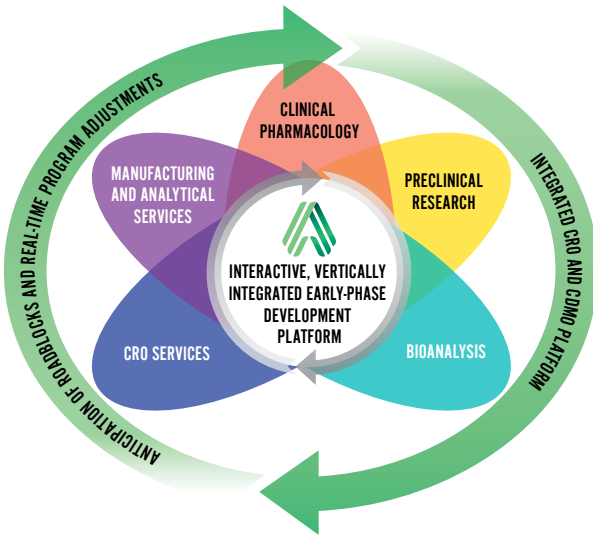 CLINICAL
PHARMACOLOGY
MANUFACTURING
AND ANALYTICAL
SERVICES
PRECLINICAL
RESEARCH
INTERACTIVE, VERTICALLY
INTEGRATED EARLY-PHASE
DEVELOPMENT
PLATFORM
CRO SERVICES
BIOANALYSIS
ANTICIPATION OF ROADBLOCKS AND REAL-TIME PROGRAM ADJUSTMENTS
INTEGRATED CRO AND CDMO PLATFORM